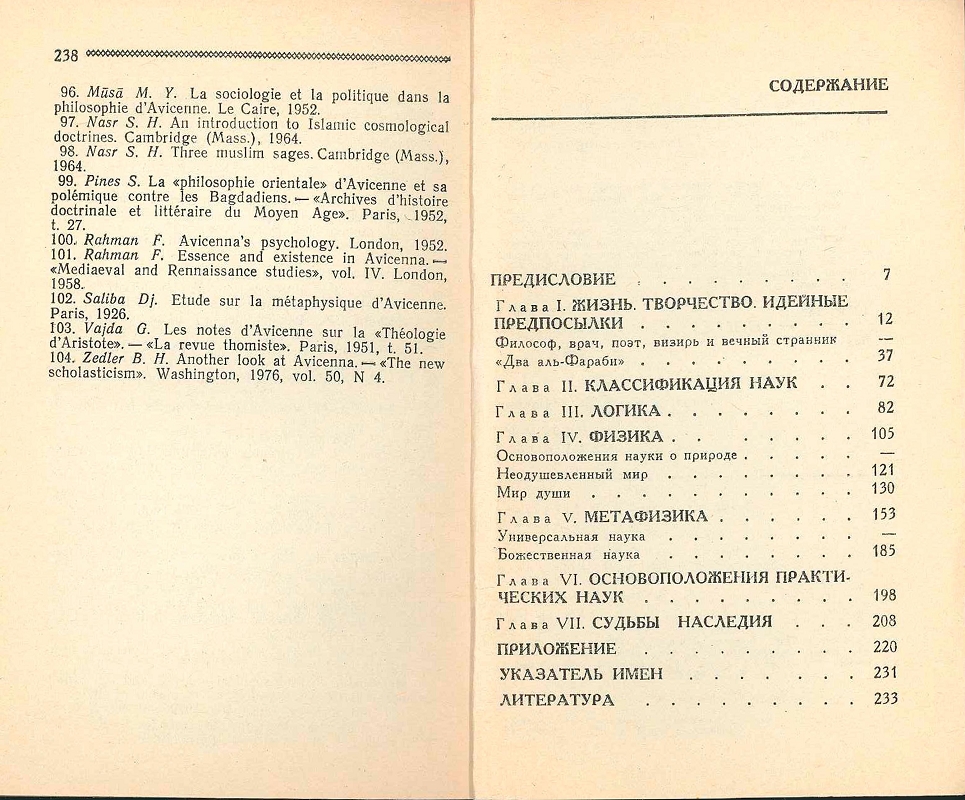 238
96. Mūsā M. Y. La sociologie et la politique dans la
philosophie d'Avicenne. Le Caire, 1952.
97. Nasr S. H. An introduction to Islamic cosmological
doctrines. Cambridge (Mass.), 1964.
98. Nasr S. H. Three muslim sages. Cambridge (Mass.),
1964.
99. Pines S. La «philosophie orientale» d'Avicenne et sa
polémique contre les Bagdadiens. — «Archives d'histoire
doctrinale et littéraire du Moyen Age». Paris, 1952,
t. 27.
100. Rahman F. Avicenna's psychology. London, 1952.
101. Rahman F. Essence and existence in Avicenna. —
«Mediaeval and Rennaissance studies», vol. IV. London,
1958.
102. Saliba Dj. Etude sur la métaphysique d'Avicenne.
Paris, 1926.
103. Vajda G. Les notes d'Avicenne sur la «Théologie
d'Aristote». — «La revue thomiste». Paris, 1951, t. 51.
104. Zedler B. H. Another look at Avicenna. — «The new
scholasticism». Washington, 1976, vol. 50, N 4.
СОДЕРЖАНИЕ
ПРЕДИСЛОВИЕ . . . . . . . . . 7
Глава I. ЖИЗНЬ. ТВОРЧЕСТВО. ИДЕЙНЫЕ
ПРЕДПОСЫЛКИ . . . . . . . . . 12
Философ, врач, поэт, визирь и вечный странник —
«Два аль-Фараби» . . . . . . . . . 37
Глава II. КЛАССИФИКАЦИЯ НАУК . . 72
Глава III. ЛОГИКА . . . . . . . . 82
Глава IV. ФИЗИКА . . . . . . . . 105
Основоположения науки о природе . . . . . —
Неодушевленный мир . . . . . . . . 121
Мир души . . . . . . . . . . 130
Глава V. МЕТАФИЗИКА . . . . . . 153
Универсальная наука . . . . . . . . —
Божественная наука . . . . . . . . 185
Глава VI. ОСНОВОПОЛОЖЕНИЯ ПРАКТИ-
ЧЕСКИХ НАУК . . . . . . . . . 198
Глава VII. СУДЬБЫ НАСЛЕДИЯ . . . 208
ПРИЛОЖЕНИЕ . . . . . . . . . 220
УКАЗАТЕЛЬ ИМЕН . . . . . . . 231
ЛИТЕРАТУРА . . . . . . . . . 233